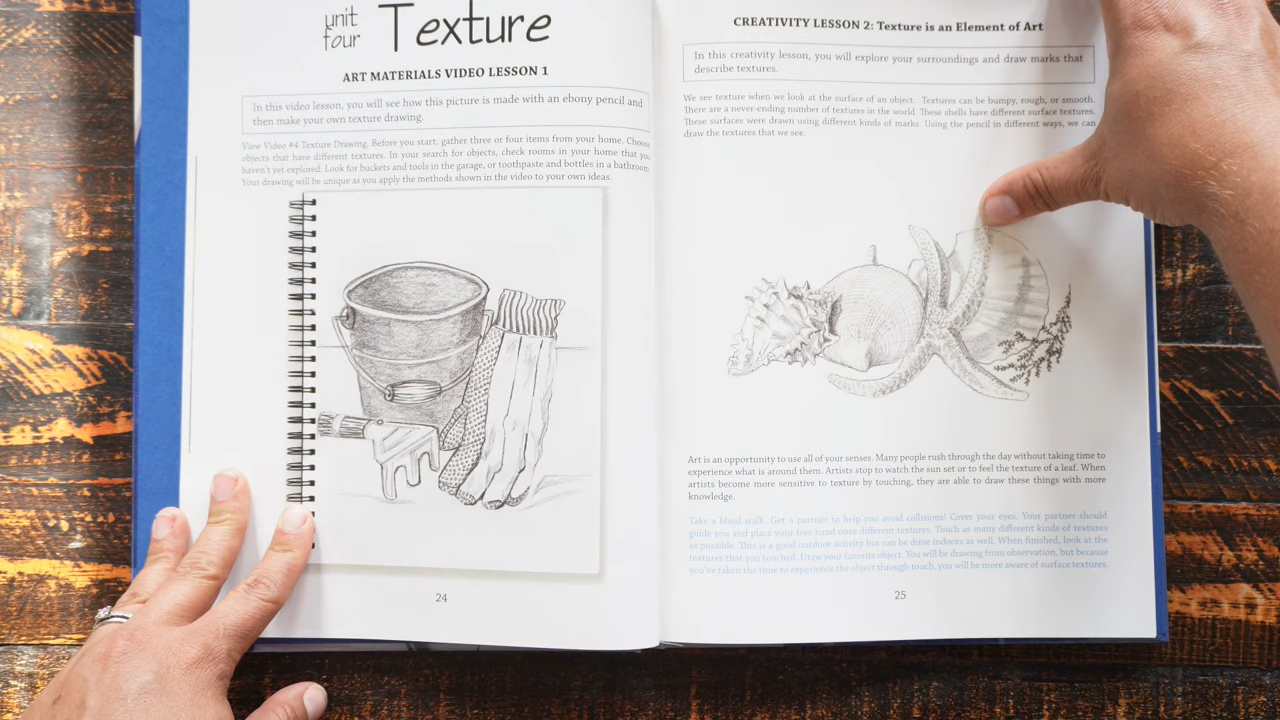 unit
four
Texture
ART MATERIALS VIDEO LESSON 1
In this video lesson, you will see how this picture is made with an ebony pencil and
then make your own texture drawing.
View Video #4 Texture Drawing. Before you start, gather three or four items from your home. Choose
objects that have different textures. In your search for objects, check rooms in your home that you
haven't yet explored. Look for buckets and tools in the garage, or toothpaste and bottles in a bathroom.
Your drawing will be unique as you apply the methods shown in the video to your own ideas.
24
CREATIVITY LESSON 2: Texture is an Element of Art
In this creativity lesson, you will explore your surroundings and draw marks that
describe textures.
We see texture when we look at the surface of an object. Textures can be bumpy, rough, or smooth.
There are a never-ending number of textures in the world. These shells have different surface textures.
These surfaces were drawn using different kinds of marks. Using the pencil in different ways, we can
draw the textures that we see.
Art is an opportunity to use all of your senses. Many people rush through the day without taking time to
experience what is around them. Artists stop to watch the sun set or to feel the texture of a leaf. When
artists become more sensitive to texture by touching, they are able to draw these things with more
knowledge.
Take a blind walk. Get a partner to help you avoid collisions! Cover your eyes. Your partner should
guide you and place your free hand onto different textures. Touch as many different kinds of textures
as possible. This is a good outdoor activity but can be done indoors as well. When finished, look at the
textures that you touched. Draw your favorite object. You will be drawing from observation, but because
you've taken the time to experience the object through touch, you will be more aware of surface textures.
25